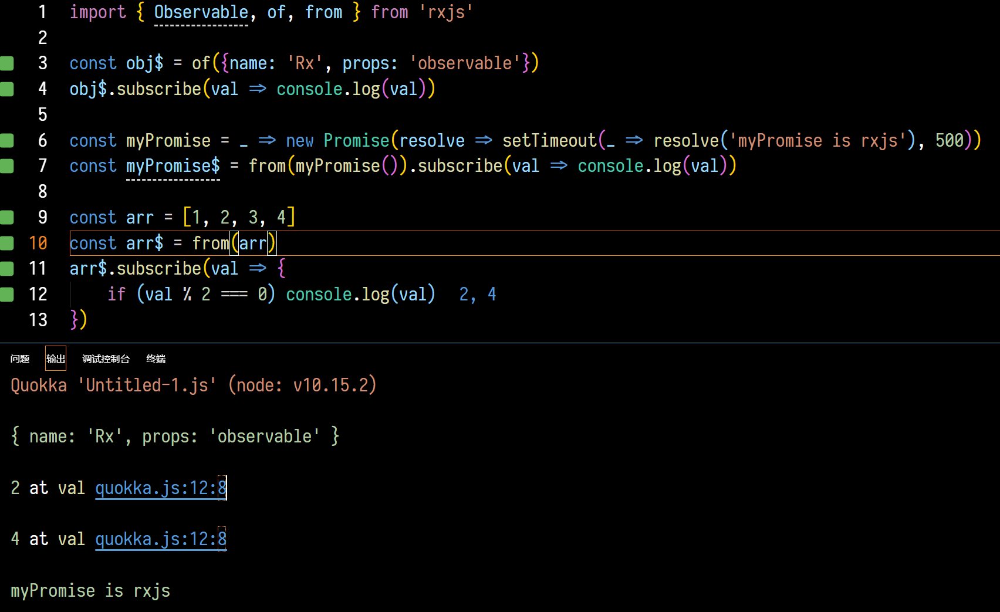 1 import { Observable, of, from } from 'rxjs'
2
3 const obj$ = of({name: 'Rx', props: 'observable'})
4 obj$.subscribe(val => console.log(val))
5
6 const myPromise = _ => new Promise(resolve => setTimeout(_ => resolve('myPromise is rxjs'), 500))
7 const myPromise$ = from(myPromise()).subscribe(val => console.log(val))
8
9 const arr = [1, 2, 3, 4]
10 const arr$ = from(arr)
11 arr$.subscribe(val => {
12     if (val % 2 === 0) console.log(val)  2, 4
13 })
问题 输出 调试控制台 终端
Quokka 'Untitled-1.js' (node: v10.15.2)
{ name: 'Rx', props: 'observable' }
2 at val quokka.js:12:8
4 at val quokka.js:12:8
myPromise is rxjs